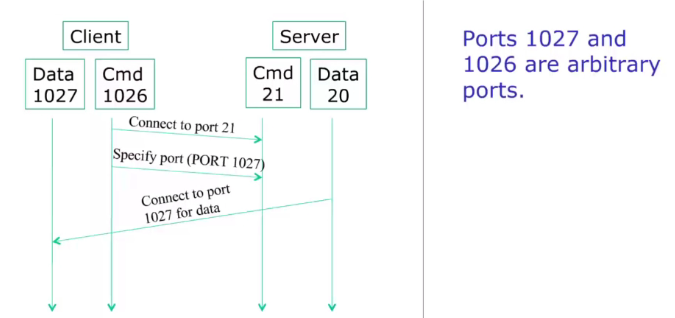 Client
Server
Data
1027
Cmd
1026
Cmd
21
Data
20
Connect to port 21
Specify port (PORT 1027)
Connect to port
1027 for data
Ports 1027 and
1026 are arbitrary
ports.